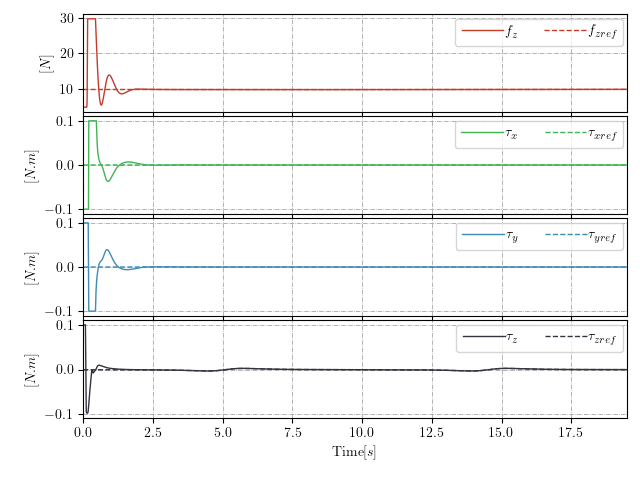 30
20
10
[N]
f_z
f_zref
0.1
0.0
−0.1
[N.m]
τ_x
τ_xref
0.1
0.0
−0.1
[N.m]
τ_y
τ_yref
0.1
0.0
−0.1
[N.m]
τ_z
τ_zref
0.0 2.5 5.0 7.5 10.0 12.5 15.0 17.5
Time[s]